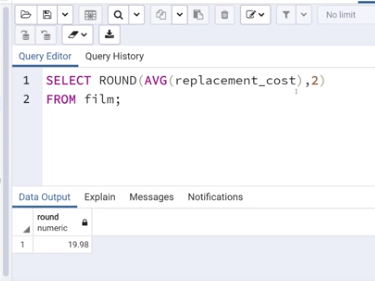 No limit
Query Editor Query History
1 SELECT ROUND(AVG(replacement_cost),2)
2 FROM film;
Data Output Explain Messages Notifications
round
numeric
1 19.98